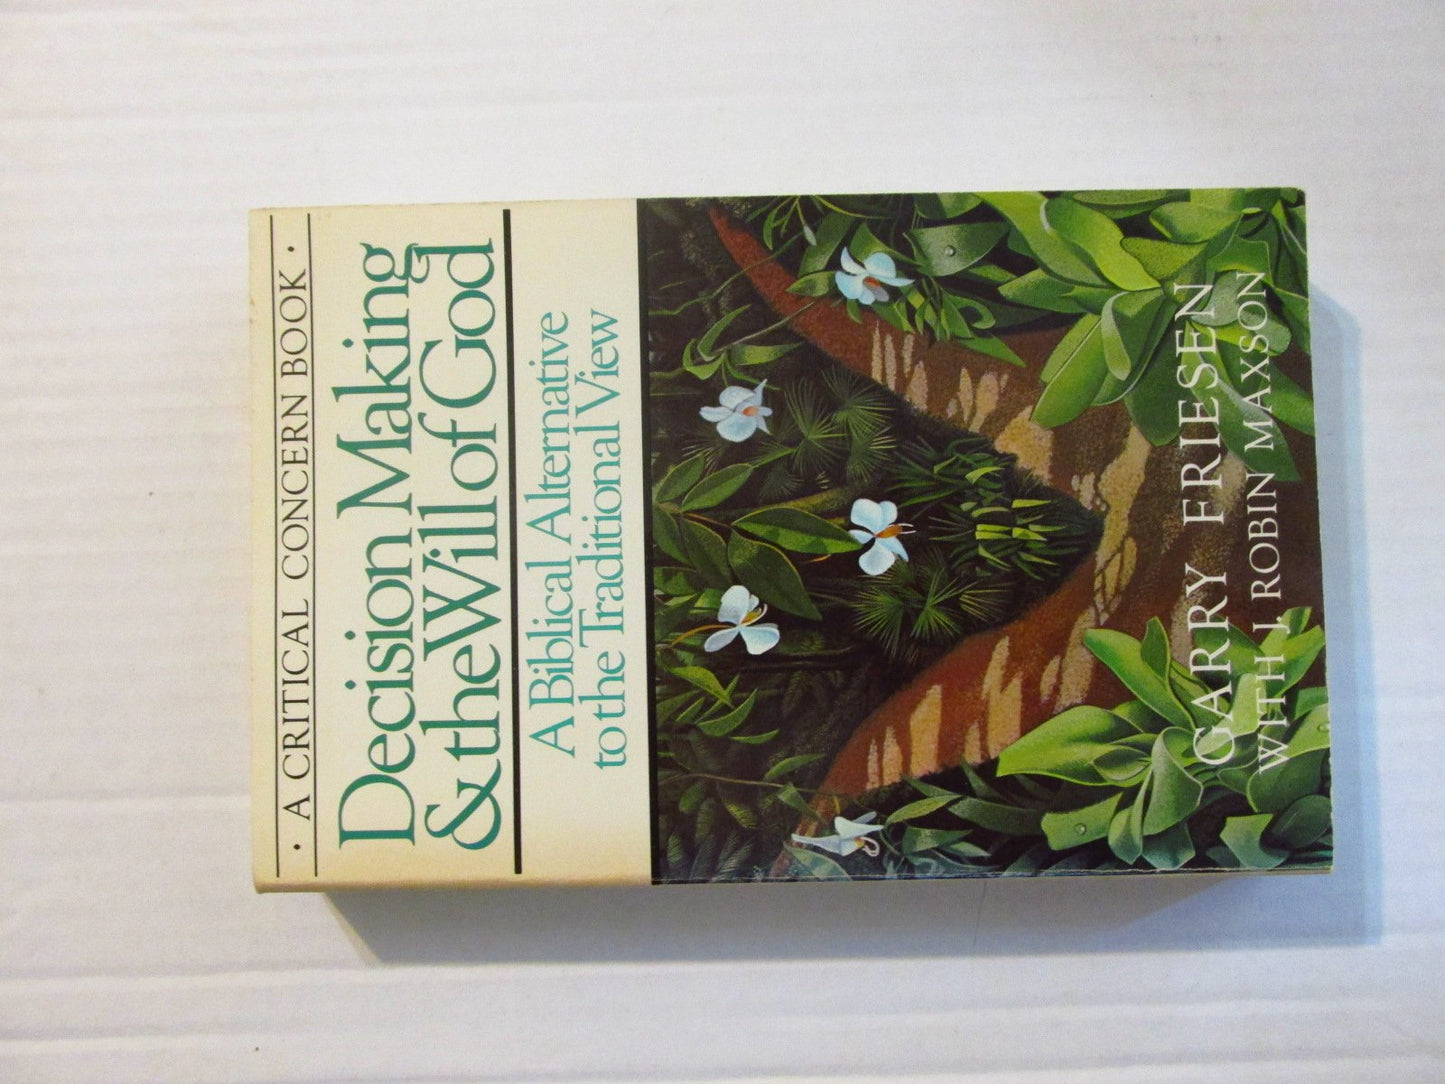 · A CRITICAL CONCERN BOOK ·
Decision Making
& the Will of God
A Biblical Alternative
to the Traditional View
GARRY FRIESEN
WITH J. ROBIN MAXSON